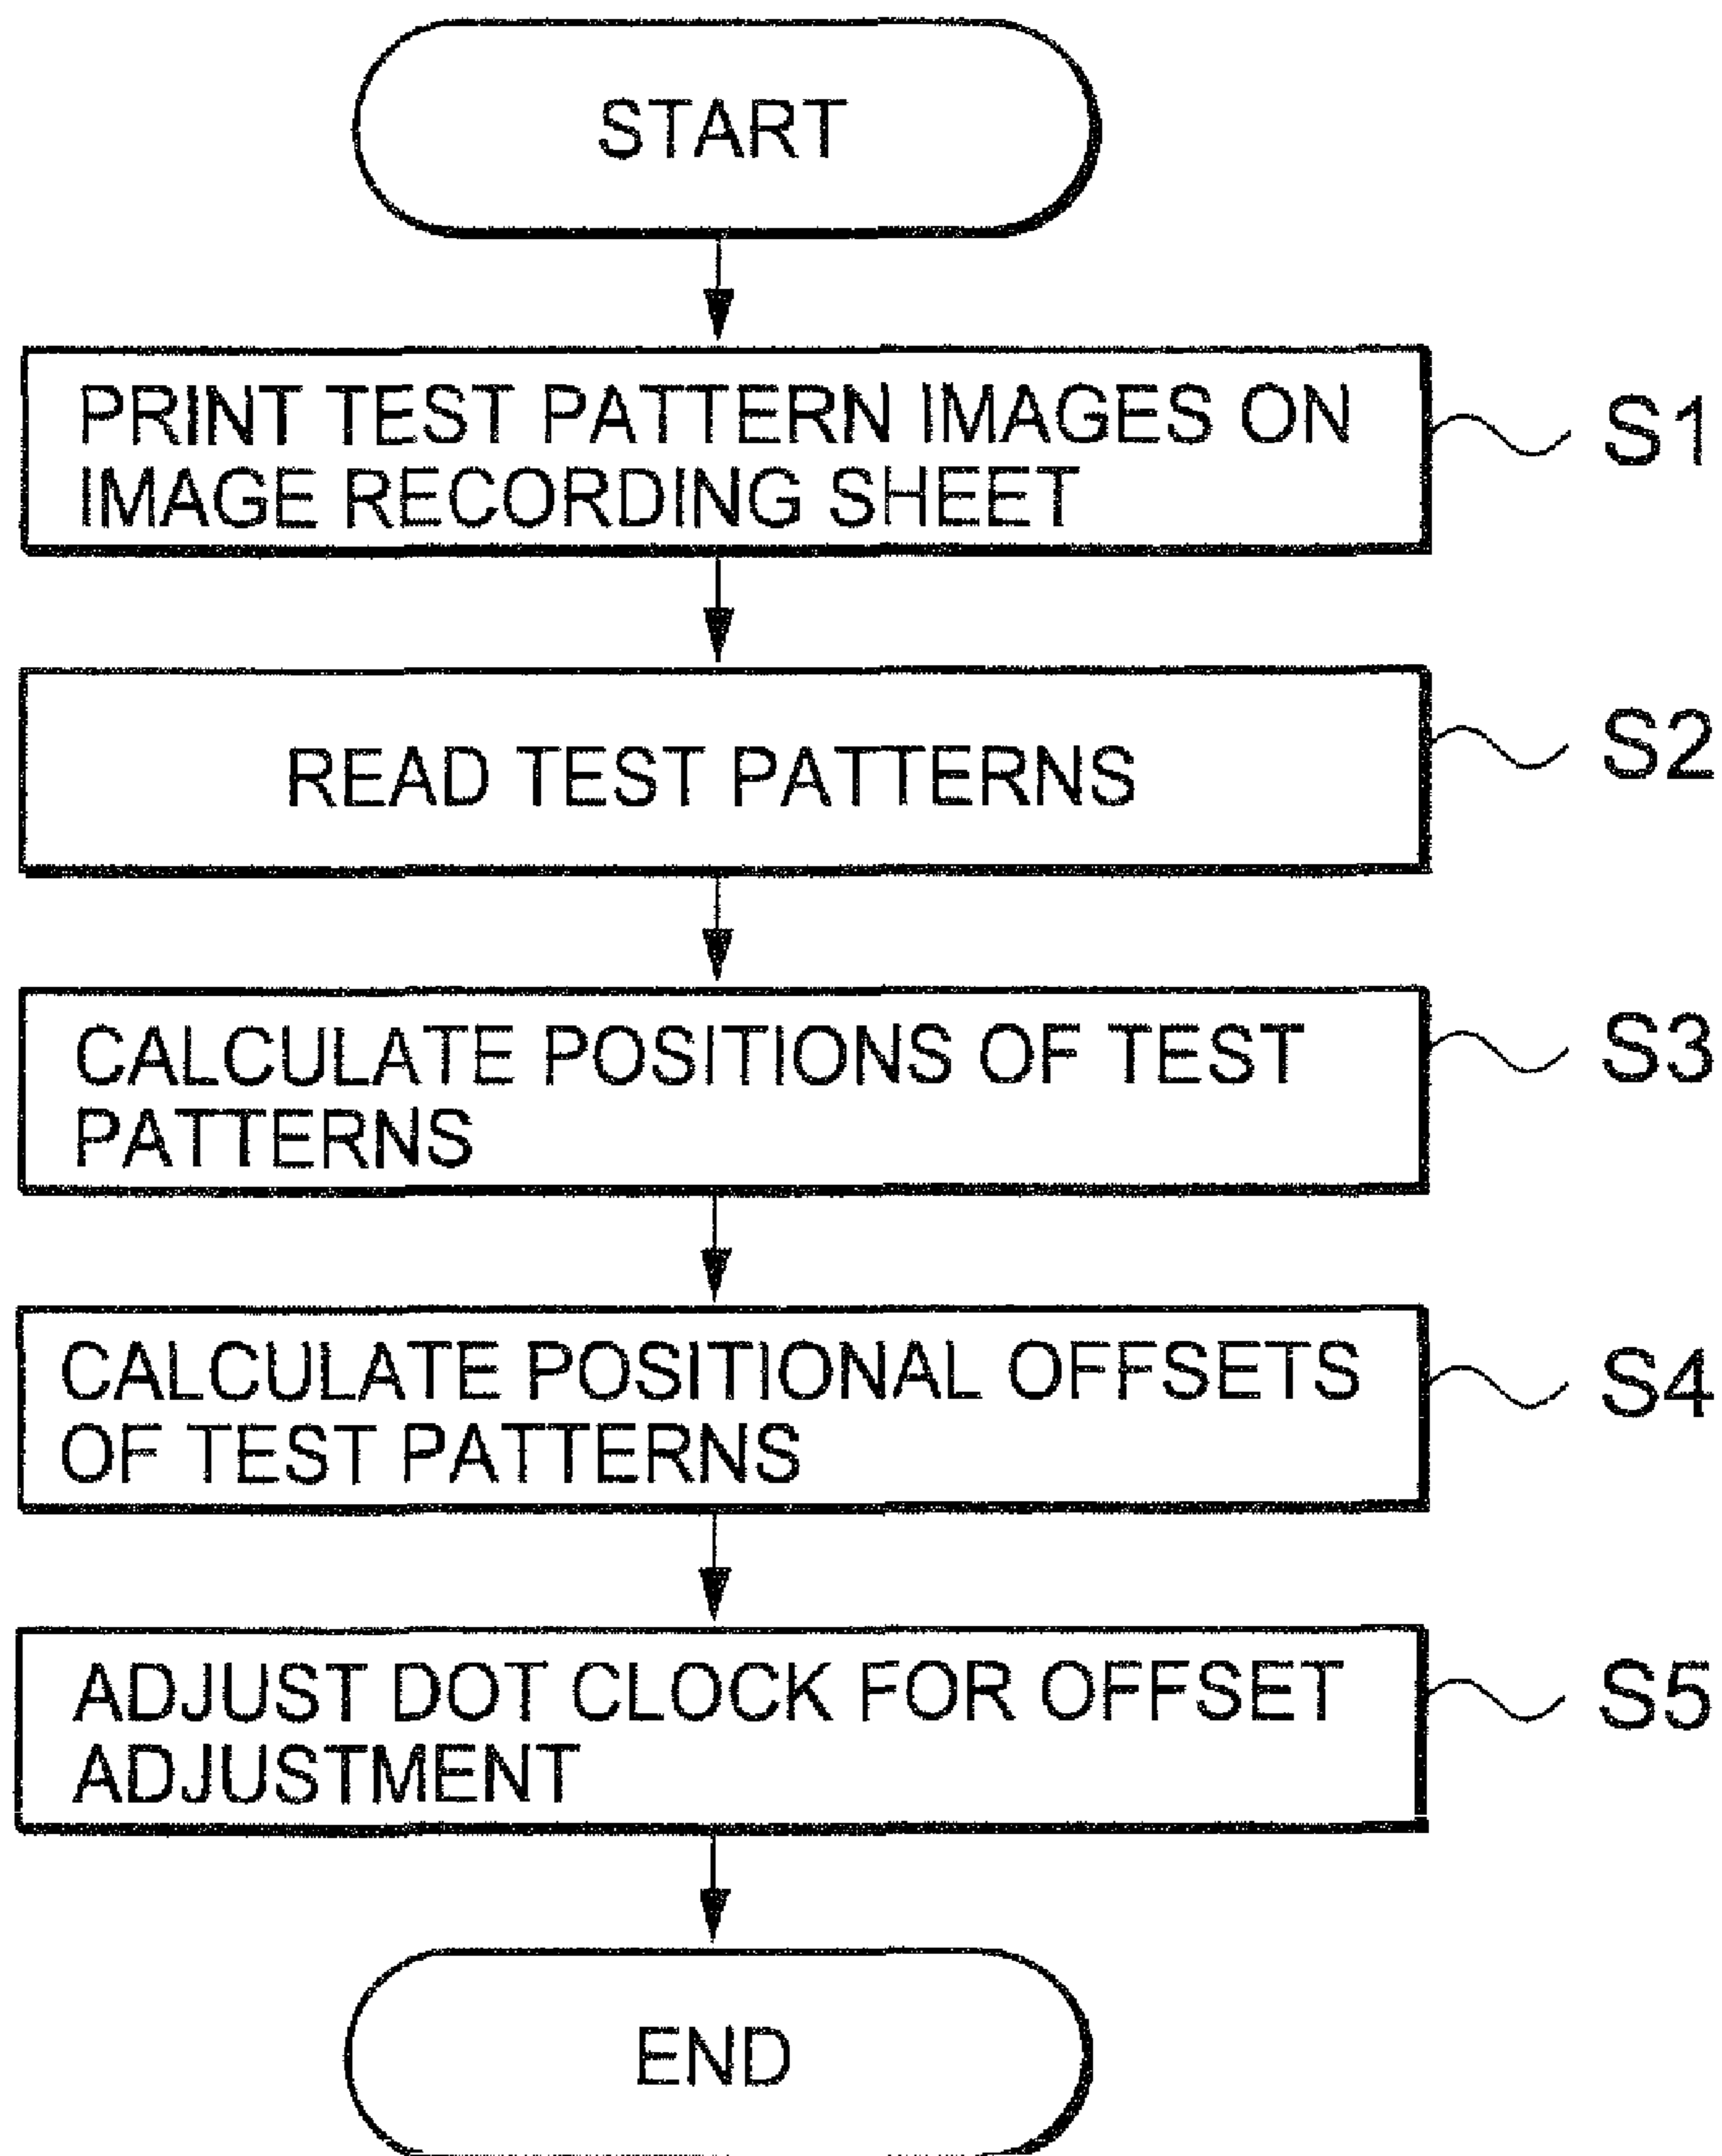 START
PRINT TEST PATTERN IMAGES ON
IMAGE RECORDING SHEET
S1
READ TEST PATTERNS
S2
CALCULATE POSITIONS OF TEST
PATTERNS
S3
CALCULATE POSITIONAL OFFSETS
OF TEST PATTERNS
S4
ADJUST DOT CLOCK FOR OFFSET
ADJUSTMENT
S5
END